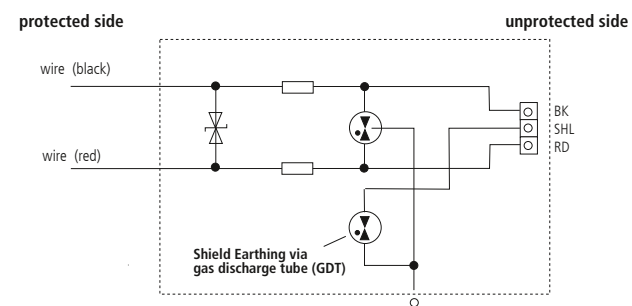 protected side
unprotected side
wire (black)
BK
SHL
wire (red)
RD
Shield Earthing via
gas discharge tube (GDT)